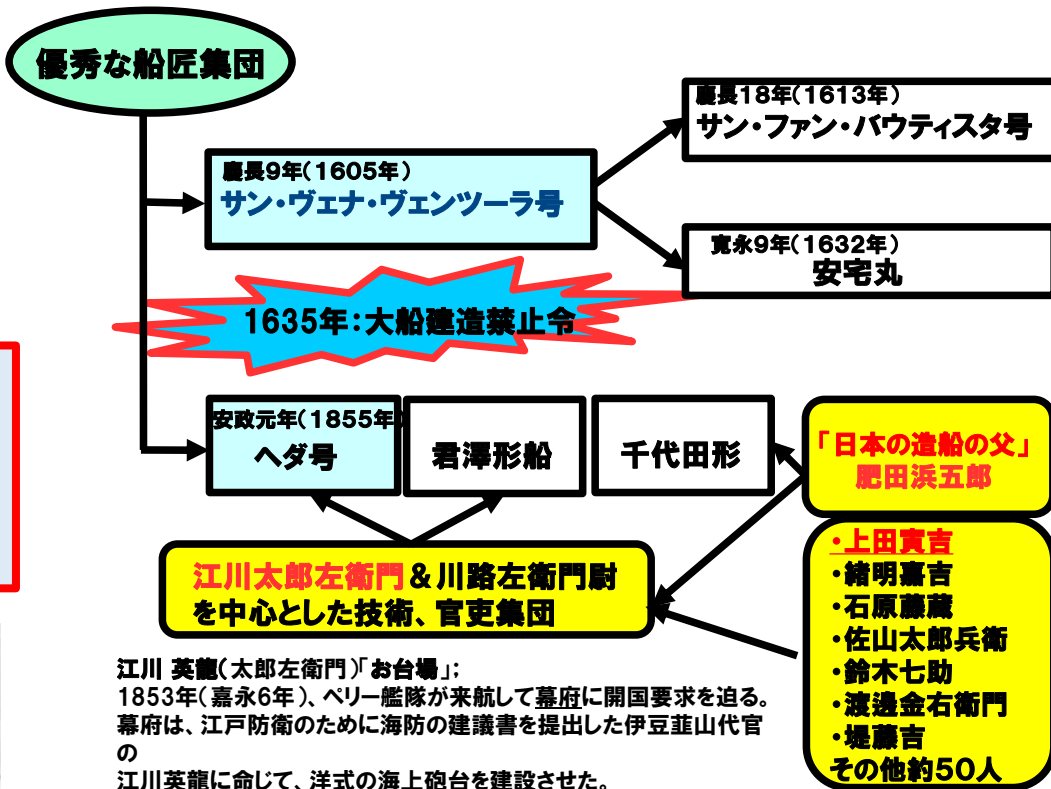 優秀な船匠集団
慶長18年(1613年)
サン・ファン・バウティスタ号
慶長9年(1605年)
サン・ヴェナ・ヴェンツーラ号
寛永9年(1632年)
安宅丸
1635年:大船建造禁止令
安政元年(1855年)
ヘダ号
君澤形船
千代田形
「日本の造船の父」
肥田浜五郎
江川太郎左衛門&川路左衛門尉
を中心とした技術、官吏集団
・上田寅吉
・緒明嘉吉
・石原藤蔵
・佐山太郎兵衛
・鈴木七助
・渡邊金右衛門
・堤藤吉
その他約50人
江川 英龍(太郎左衛門)「お台場」;
1853年(嘉永6年)、ペリー艦隊が来航して幕府に開国要求を迫る。
幕府は、江戸防衛のために海防の建議書を提出した伊豆韮山代官
の
江川英龍に命じて、洋式の海上砲台を建設させた。